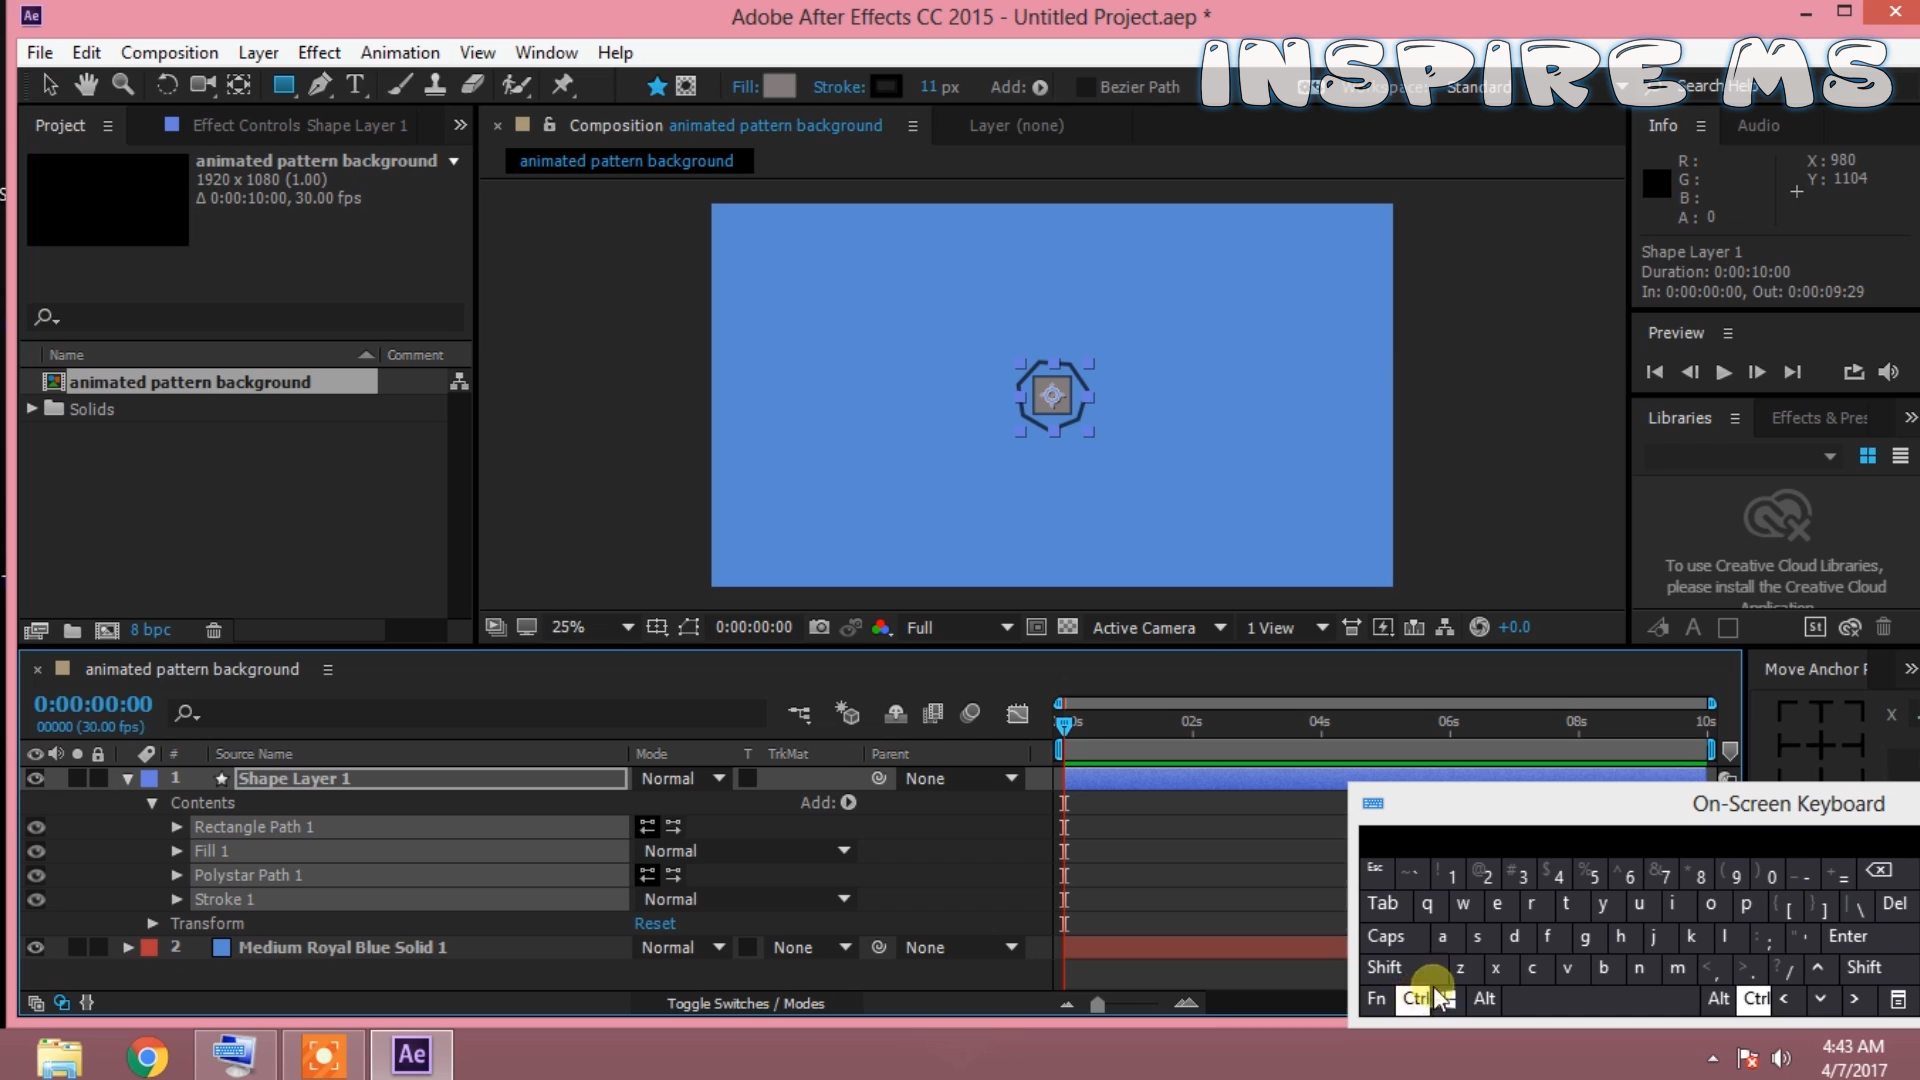 Adobe After Effects CC 2015 - Untitled Project.aep *
File Edit Composition Layer Effect Animation View Window Help
INSPIRE MS
Fill: Stroke: 11 px Add: Bezier Path Standard Search Help
Project Effect Controls Shape Layer 1
Composition animated pattern background Layer (none)
Info Audio
animated pattern background
1920 x 1080 (1.00)
Δ 0:00:10:00, 30.00 fps
animated pattern background
R: X: 980
G: Y: 1104
B:
A: 0
Shape Layer 1
Duration: 0:00:10:00
In: 0:00:00:00, Out: 0:00:09:29
Preview
Name Comment
animated pattern background
Solids
Libraries Effects & Pres
To use Creative Cloud Libraries,
please install the Creative Cloud
Application
8 bpc
25% 0:00:00:00 Full Active Camera 1 View +0.0
St
animated pattern background
Move Anchor P
0:00:00:00
00000 (30.00 fps)
02s 04s 06s 08s 10s
X
# Source Name Mode T TrkMat Parent
1 Shape Layer 1 Normal None
Contents Add:
Rectangle Path 1
Fill 1 Normal
Polystar Path 1
Stroke 1 Normal
Transform Reset
2 Medium Royal Blue Solid 1 Normal None None
Toggle Switches / Modes
On-Screen Keyboard
Esc ~ ` ! 1 @ 2 # 3 $ 4 % 5 ^ 6 & 7 * 8 ( 9 ) 0 _ - + =
Tab q w e r t y u i o p { [ } ] | \ Del
Caps a s d f g h j k l : ; " ' Enter
Shift z x c v b n m < , > . ? / ^ Shift
Fn Ctrl Alt Alt Ctrl < >
Ae
4:43 AM
4/7/2017